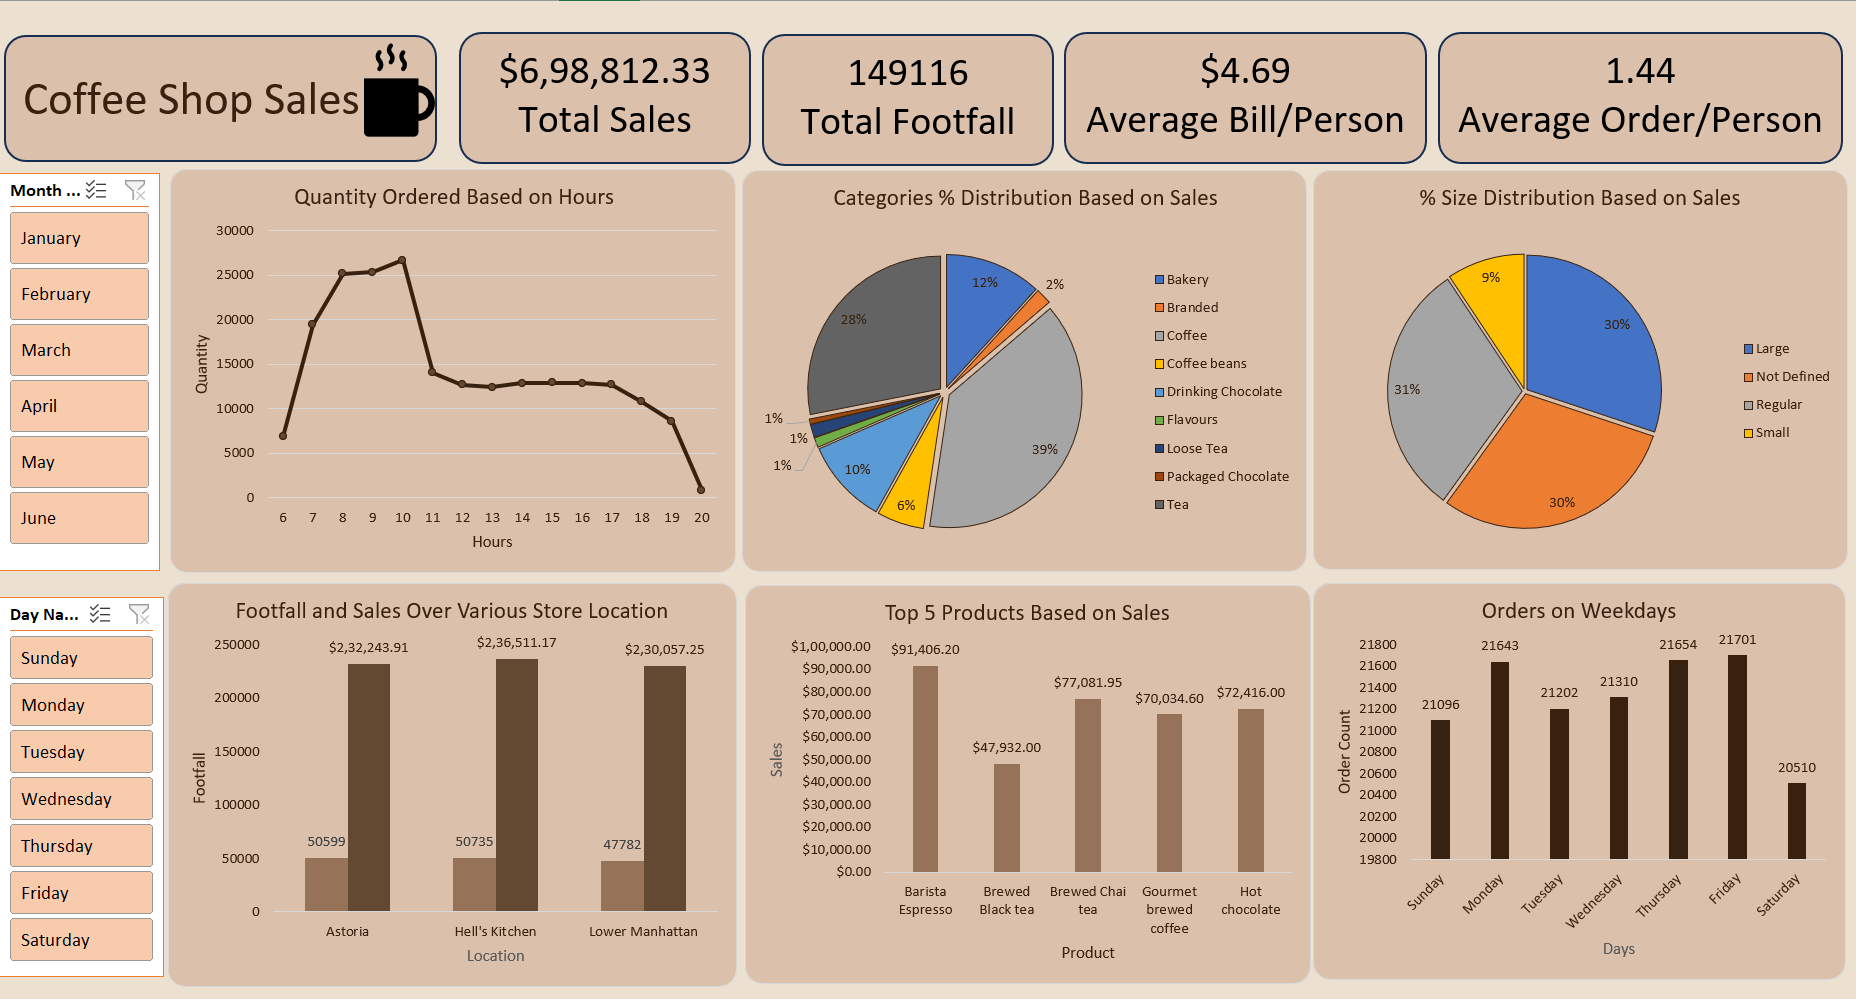 Coffee Shop Sales
$6,98,812.33
Total Sales
149116
Total Footfall
$4.69
Average Bill/Person
1.44
Average Order/Person
Month ...
January
February
March
April
May
June
Quantity Ordered Based on Hours
30000
25000
20000
15000
10000
5000
0
Quantity
6 7 8 9 10 11 12 13 14 15 16 17 18 19 20
Hours
Categories % Distribution Based on Sales
12%
2%
28%
39%
1%
1%
1%
10%
6%
Bakery
Branded
Coffee
Coffee beans
Drinking Chocolate
Flavours
Loose Tea
Packaged Chocolate
Tea
% Size Distribution Based on Sales
9%
30%
31%
30%
Large
Not Defined
Regular
Small
Day Na...
Sunday
Monday
Tuesday
Wednesday
Thursday
Friday
Saturday
Footfall and Sales Over Various Store Location
250000
200000
150000
100000
50000
0
Footfall
$2,32,243.91
$2,36,511.17
$2,30,057.25
50599
50735
47782
Astoria
Hell's Kitchen
Lower Manhattan
Location
Top 5 Products Based on Sales
$1,00,000.00
$90,000.00
$80,000.00
$70,000.00
$60,000.00
$50,000.00
$40,000.00
$30,000.00
$20,000.00
$10,000.00
$0.00
Sales
$91,406.20
$47,932.00
$77,081.95
$70,034.60
$72,416.00
Barista
Espresso
Brewed
Black tea
Brewed Chai
tea
Gourmet
brewed
coffee
Hot
chocolate
Product
Orders on Weekdays
21800
21600
21400
21200
21000
20800
20600
20400
20200
20000
19800
Order Count
21096
21643
21202
21310
21654
21701
20510
Sunday
Monday
Tuesday
Wednesday
Thursday
Friday
Saturday
Days